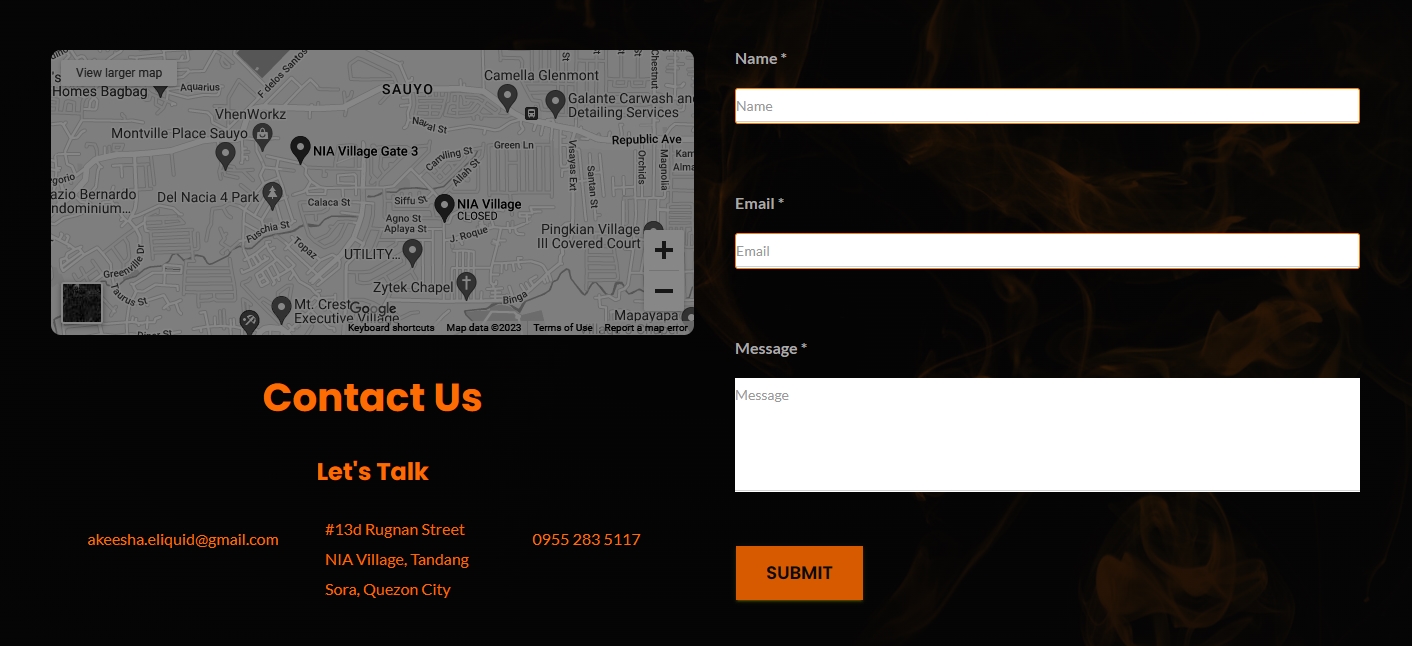 View larger map
's
Homes Bagbag
Aquarius
F delos Santos
SAUYO
Camella Glenmont
Chestnut
St
Galante Carwash and
Detailing Services
VhenWorkz
Montville Place Sauyo
Naval St
NIA Village Gate 3
Green Ln
Republic Ave
Camviling St
Allah St
Visayas Ext
Santan St
Orchids
Magnolia
Kam
Alma
gorio
azio Bernardo
ndominium...
Del Nacia 4 Park
Calaca St
Siffu St
NIA Village
CLOSED
Agno St
Aplaya St
J. Roque
Fuschia St
Topaz
UTILITY...
Pingkian Village
III Covered Court
Greenville Dr
Taurus St
Zytek Chapel
Binga
Mt. Crest
Executive Village
Google
Mapayapa
Keyboard shortcuts
Map data ©2023
Terms of Use
Report a map error
Contact Us
Let's Talk
akeesha.eliquid@gmail.com
#13d Rugnan Street
NIA Village, Tandang
Sora, Quezon City
0955 283 5117
Name *
Name
Email *
Email
Message *
Message
SUBMIT